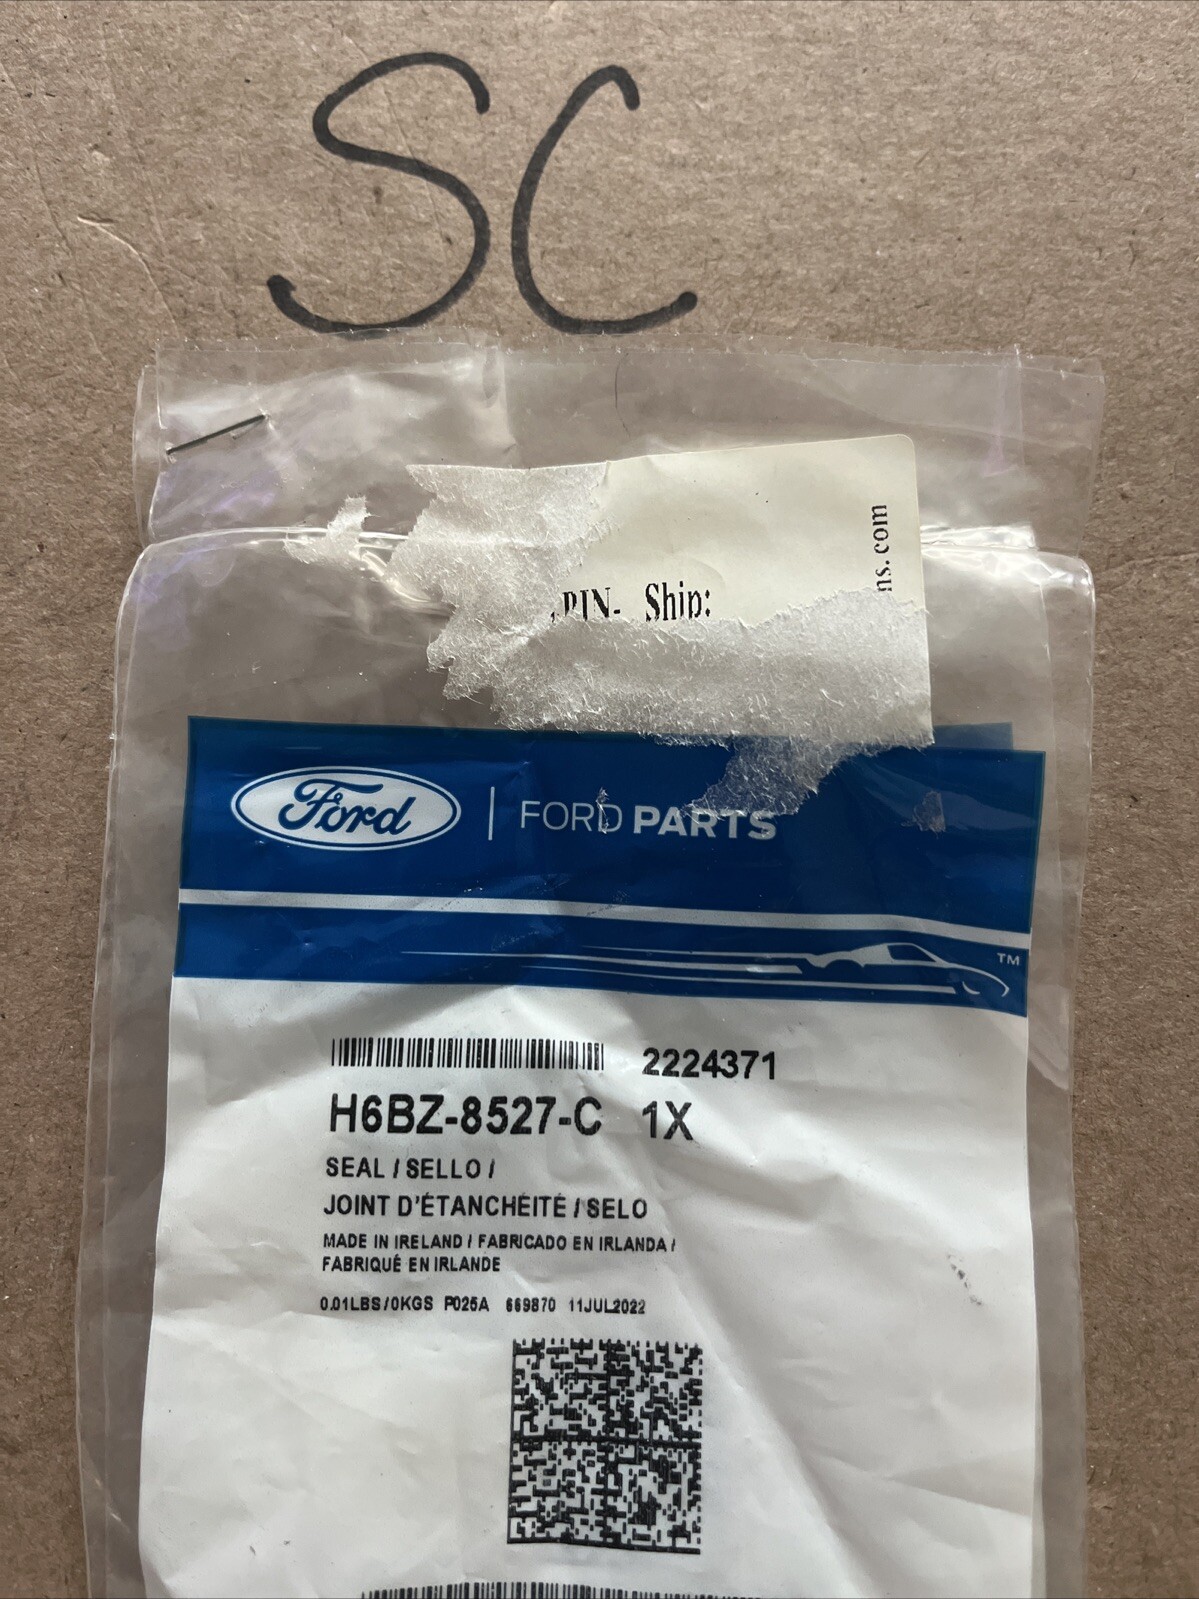 SC
ns.com
PIN- Ship:
Ford | FORD PARTS
TM
2224371
H6BZ-8527-C 1X
SEAL / SELLO /
JOINT D'ÉTANCHÉITÉ / SELO
MADE IN IRELAND / FABRICADO EN IRLANDA /
FABRIQUÉ EN IRLANDE
0.01LBS/0KGS P025A 669870 11JUL2022